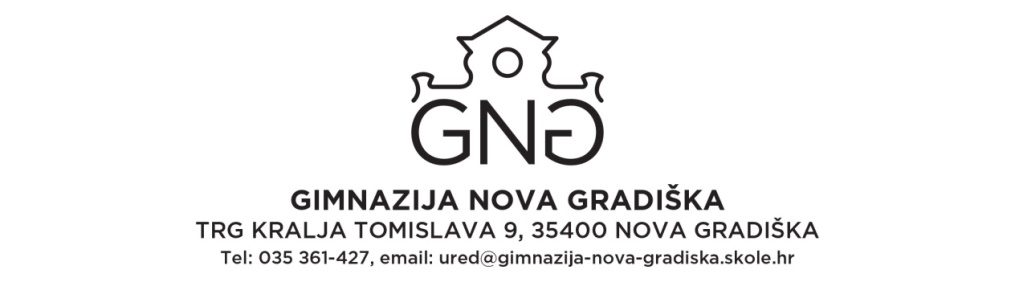 GNG
GIMNAZIJA NOVA GRADIŠKA
TRG KRALJA TOMISLAVA 9, 35400 NOVA GRADIŠKA
Tel: 035 361-427, email: ured@gimnazija-nova-gradiska.skole.hr